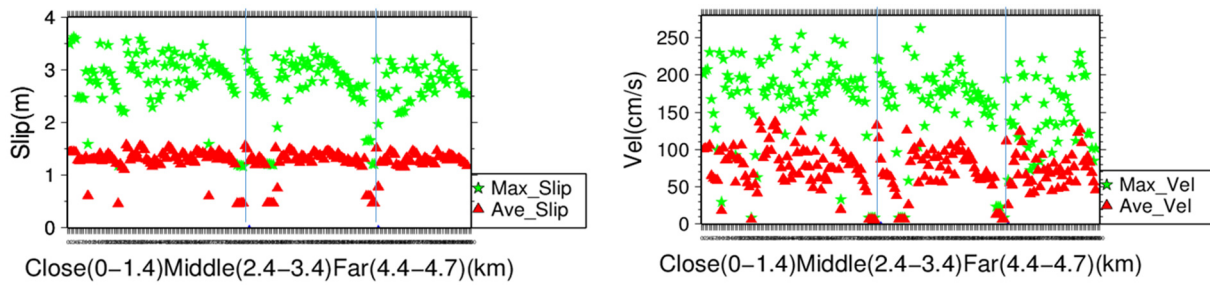 4
3
2
1
0
Slip(m)
Max_Slip
Ave_Slip
Close(0-1.4)Middle(2.4-3.4)Far(4.4-4.7)(km)
250
200
150
100
50
0
Vel(cm/s)
Max_Vel
Ave_Vel
Close(0-1.4)Middle(2.4-3.4)Far(4.4-4.7)(km)